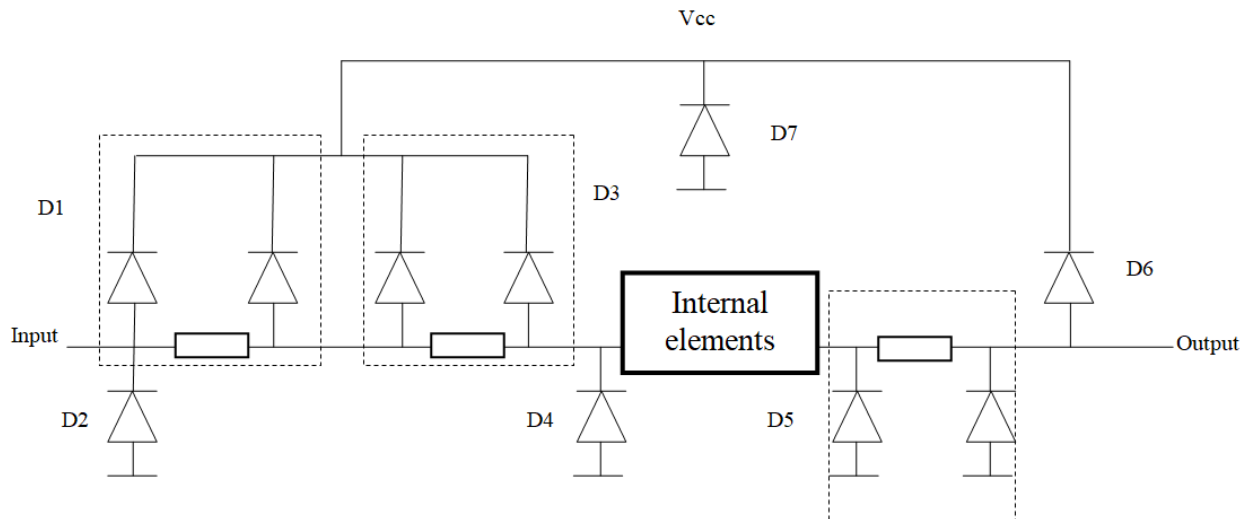 Vcc
D7
D3
D1
D6
Internal
elements
Input
Output
D2
D4
D5